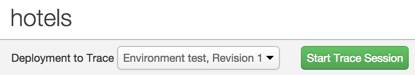 hotels
Deployment to Trace Environment test, Revision 1 Start Trace Session